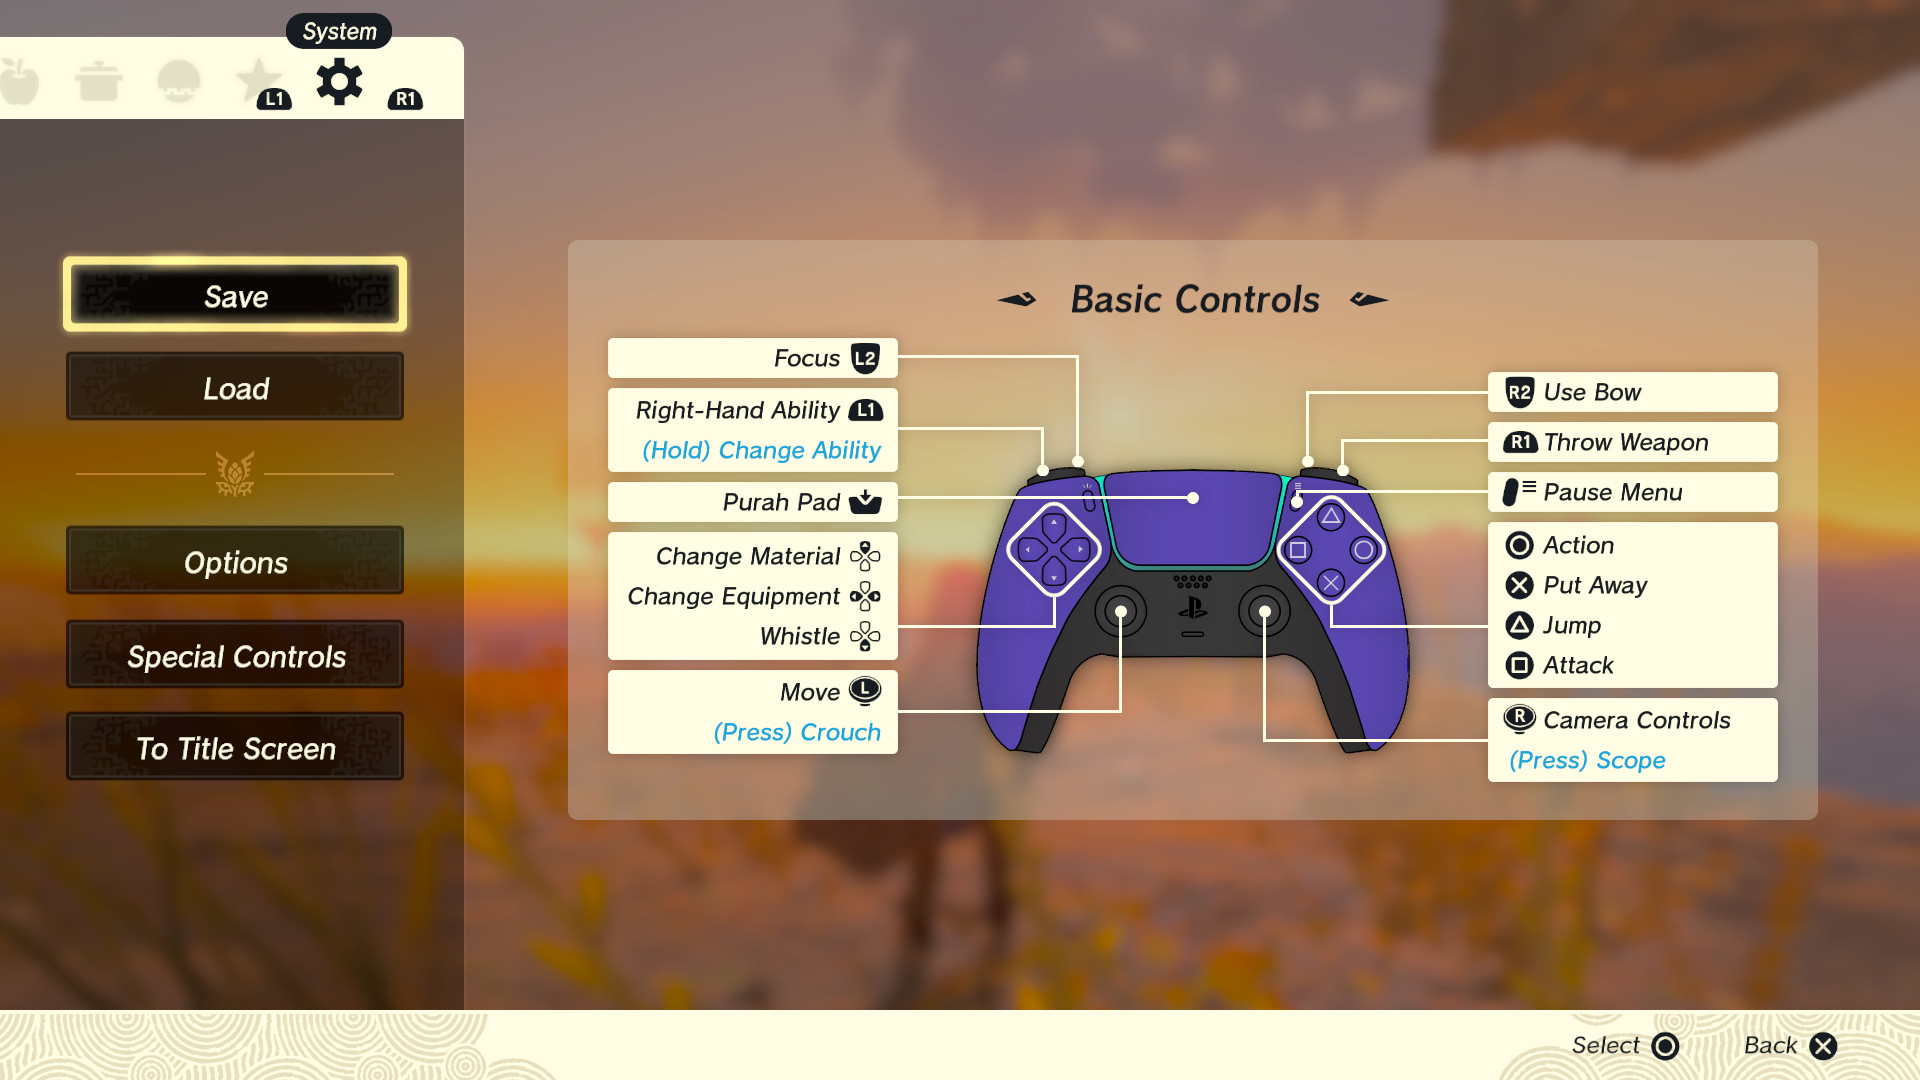 System
L1
R1
Save
Load
Options
Special Controls
To Title Screen
Basic Controls
Focus L2
Right-Hand Ability L1
(Hold) Change Ability
Purah Pad
Change Material
Change Equipment
Whistle
Move L
(Press) Crouch
R2 Use Bow
R1 Throw Weapon
Pause Menu
Action
Put Away
Jump
Attack
R Camera Controls
(Press) Scope
Select
Back